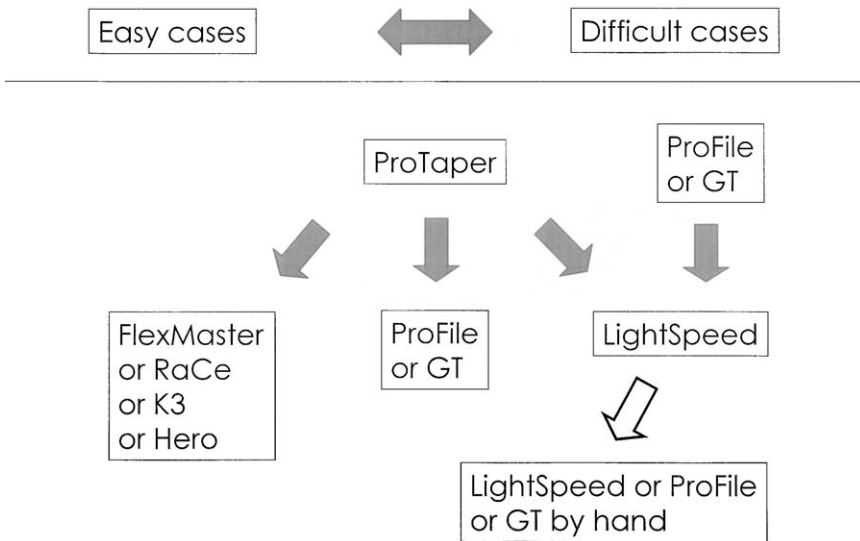 Easy cases
Difficult cases
ProTaper
ProFile
or GT
FlexMaster
or RaCe
or K3
or Hero
ProFile
or GT
LightSpeed
LightSpeed or ProFile
or GT by hand